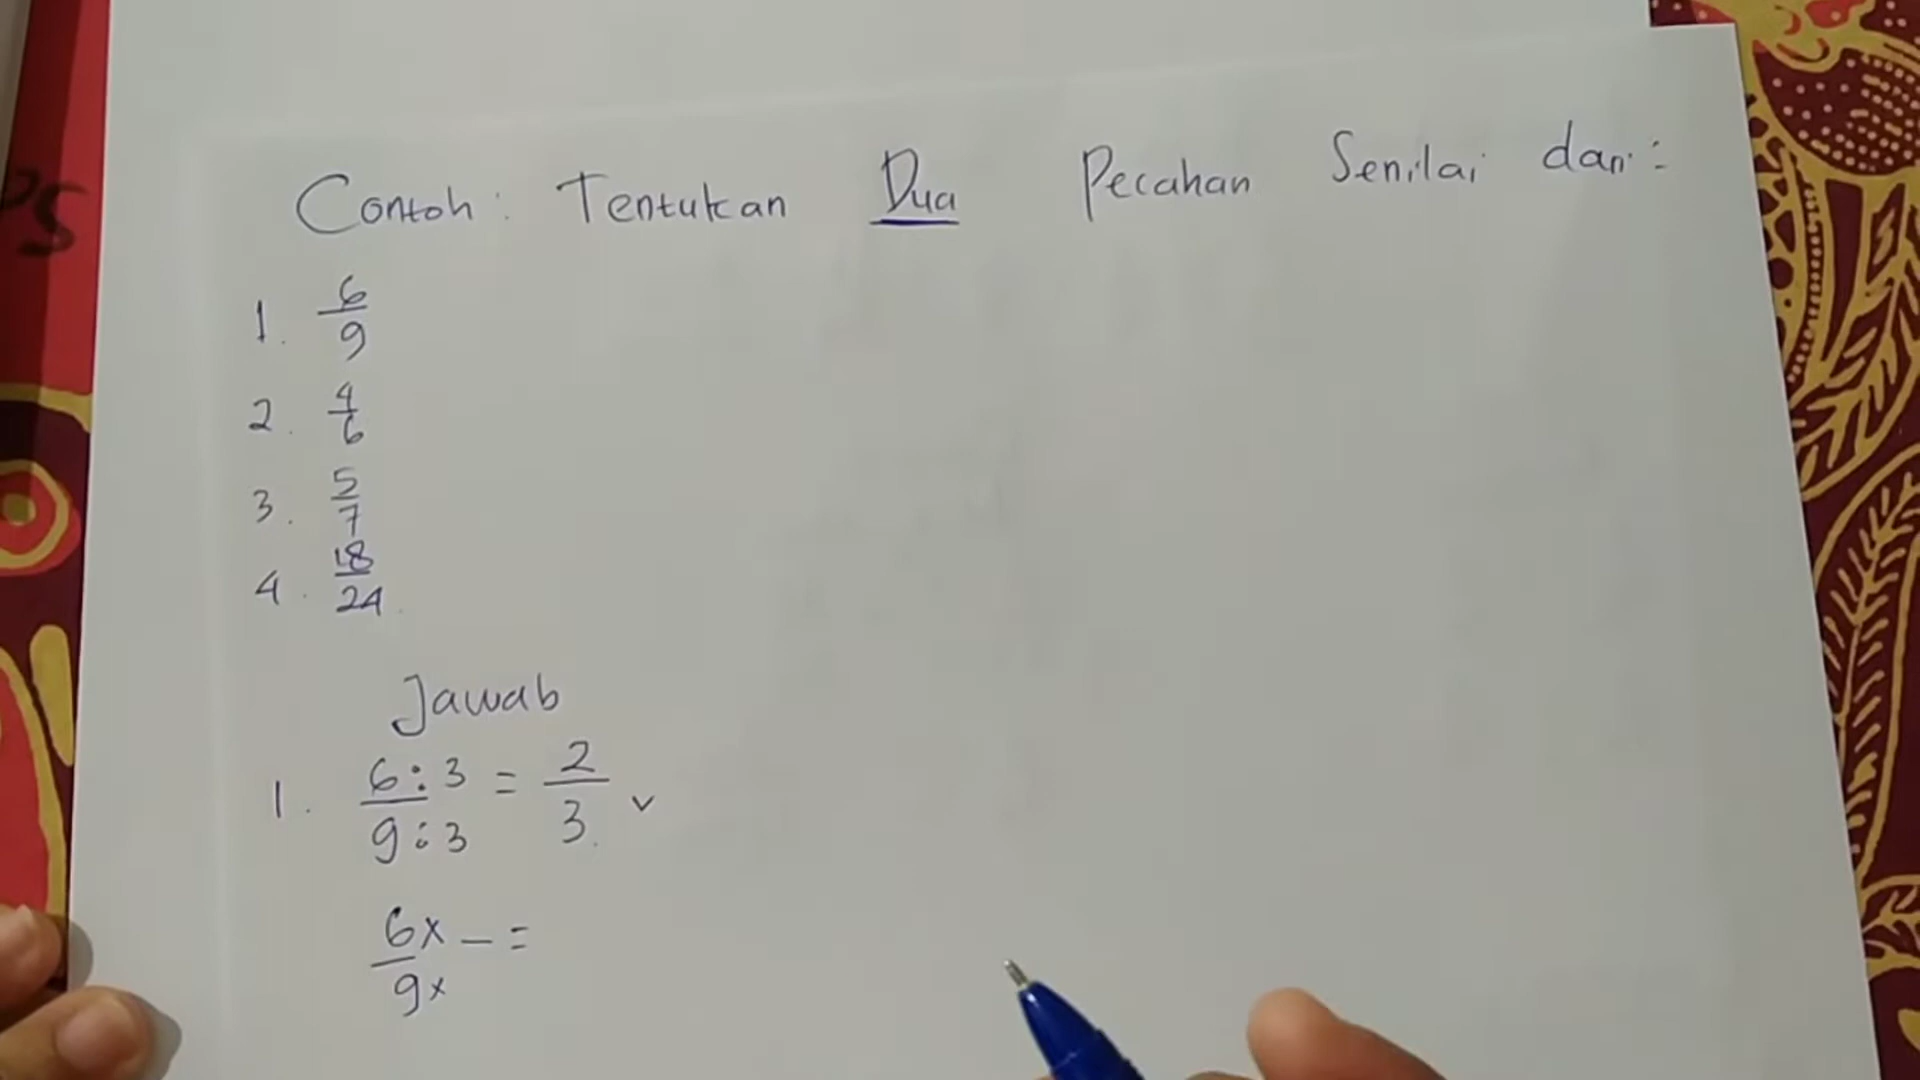 Contoh : Tentukan Dua Pecahan Senilai dari :
1. 6/9
2. 4/6
3. 5/7
4. 18/24
Jawab
1. 6:3/9:3 = 2/3 v
6x/9x — =